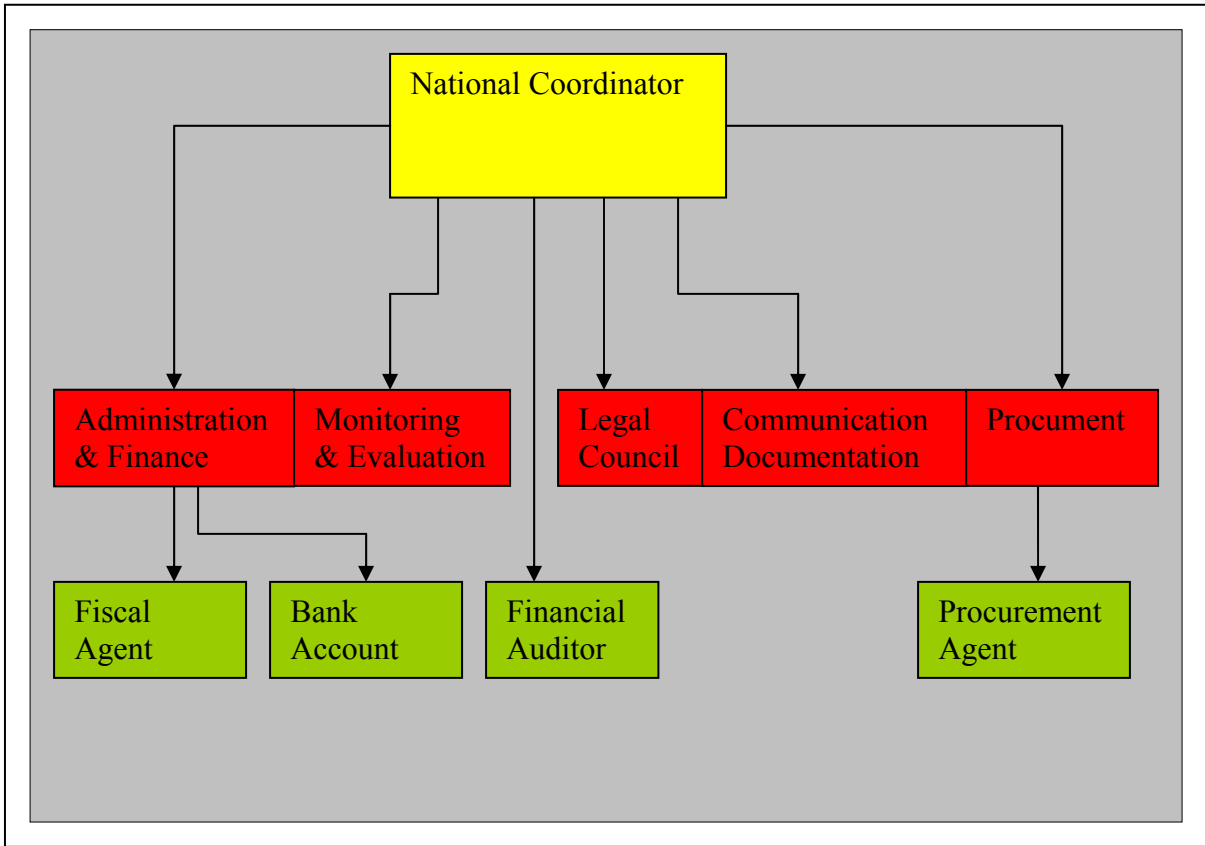 National Coordinator
Administration
& Finance
Monitoring
& Evaluation
Legal
Council
Communication
Documentation
Procument
Fiscal
Agent
Bank
Account
Financial
Auditor
Procurement
Agent